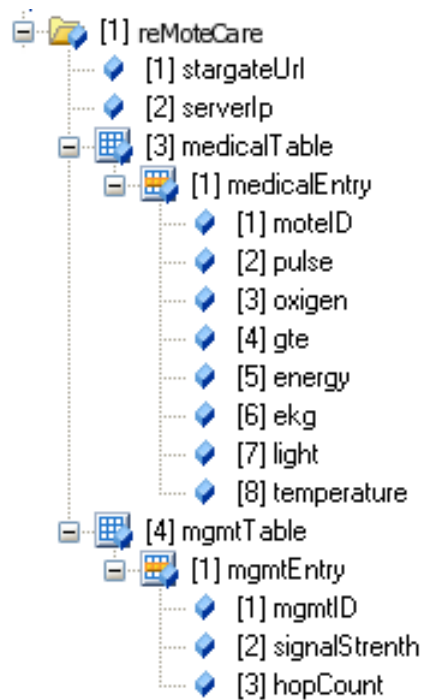 [1] reMoteCare
[1] stargateUrl
[2] serverIp
[3] medicalTable
[1] medicalEntry
[1] moteID
[2] pulse
[3] oxigen
[4] gte
[5] energy
[6] ekg
[7] light
[8] temperature
[4] mgmtTable
[1] mgmtEntry
[1] mgmtID
[2] signalStrenth
[3] hopCount